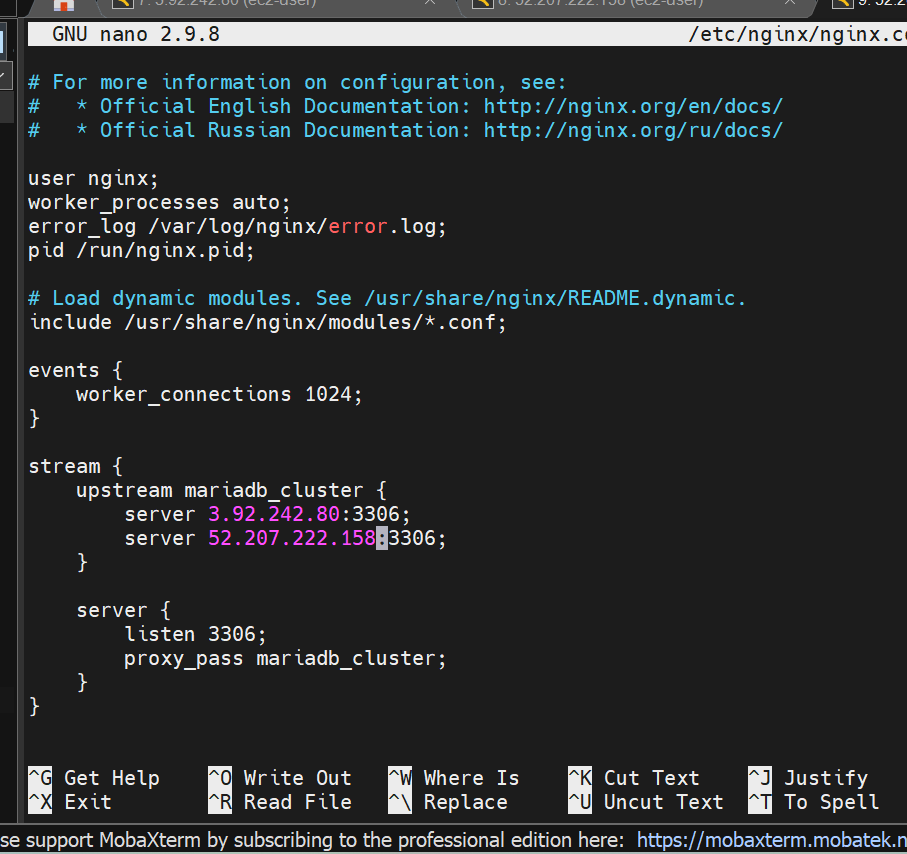 7. 3.92.242.80 (ec2-user)
8. 52.207.222.158 (ec2-user)
GNU nano 2.9.8 /etc/nginx/nginx.co
# For more information on configuration, see:
#   * Official English Documentation: http://nginx.org/en/docs/
#   * Official Russian Documentation: http://nginx.org/ru/docs/
user nginx;
worker_processes auto;
error_log /var/log/nginx/error.log;
pid /run/nginx.pid;
# Load dynamic modules. See /usr/share/nginx/README.dynamic.
include /usr/share/nginx/modules/*.conf;
events {
    worker_connections 1024;
}
stream {
    upstream mariadb_cluster {
        server 3.92.242.80:3306;
        server 52.207.222.158:3306;
    }
    server {
        listen 3306;
        proxy_pass mariadb_cluster;
    }
}
^G Get Help ^O Write Out ^W Where Is ^K Cut Text ^J Justify
^X Exit ^R Read File ^\ Replace ^U Uncut Text ^T To Spell
se support MobaXterm by subscribing to the professional edition here: https://mobaxterm.mobatek.n